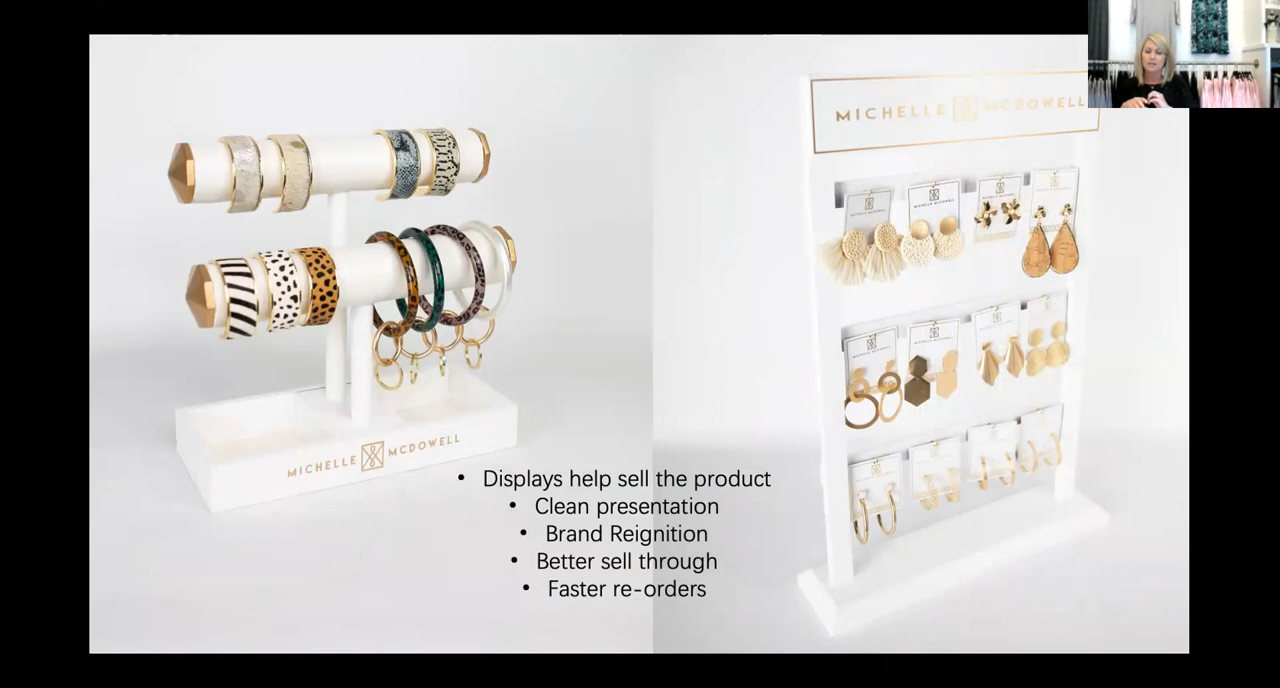 MICHELLE MCDOWELL
MICHELLE MCDOWELL
• Displays help sell the product
• Clean presentation
• Brand Reignition
• Better sell through
• Faster re-orders